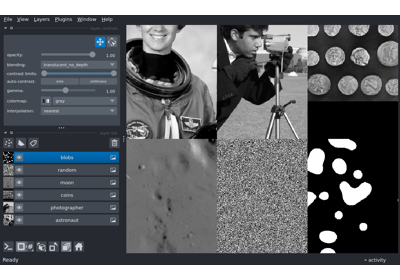 File View Layers Plugins Window Help
opacity: 1.00
blending: translucent_no_depth
contrast limits:
auto-contrast: once continuous
gamma: 1.00
colormap: gray
interpolation: nearest
blobs
random
moon
coins
photographer
astronaut
Ready
activity